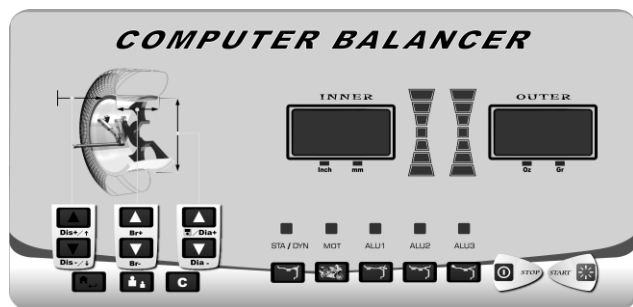 COMPUTER BALANCER
INNER
OUTER
Inch mm
Oz Gr
Dis+/↑
Br+
/Dia+
Dis-/↓
Br-
Dia -
STA / DYN MOT ALU1 ALU2 ALU3
C
STOP START